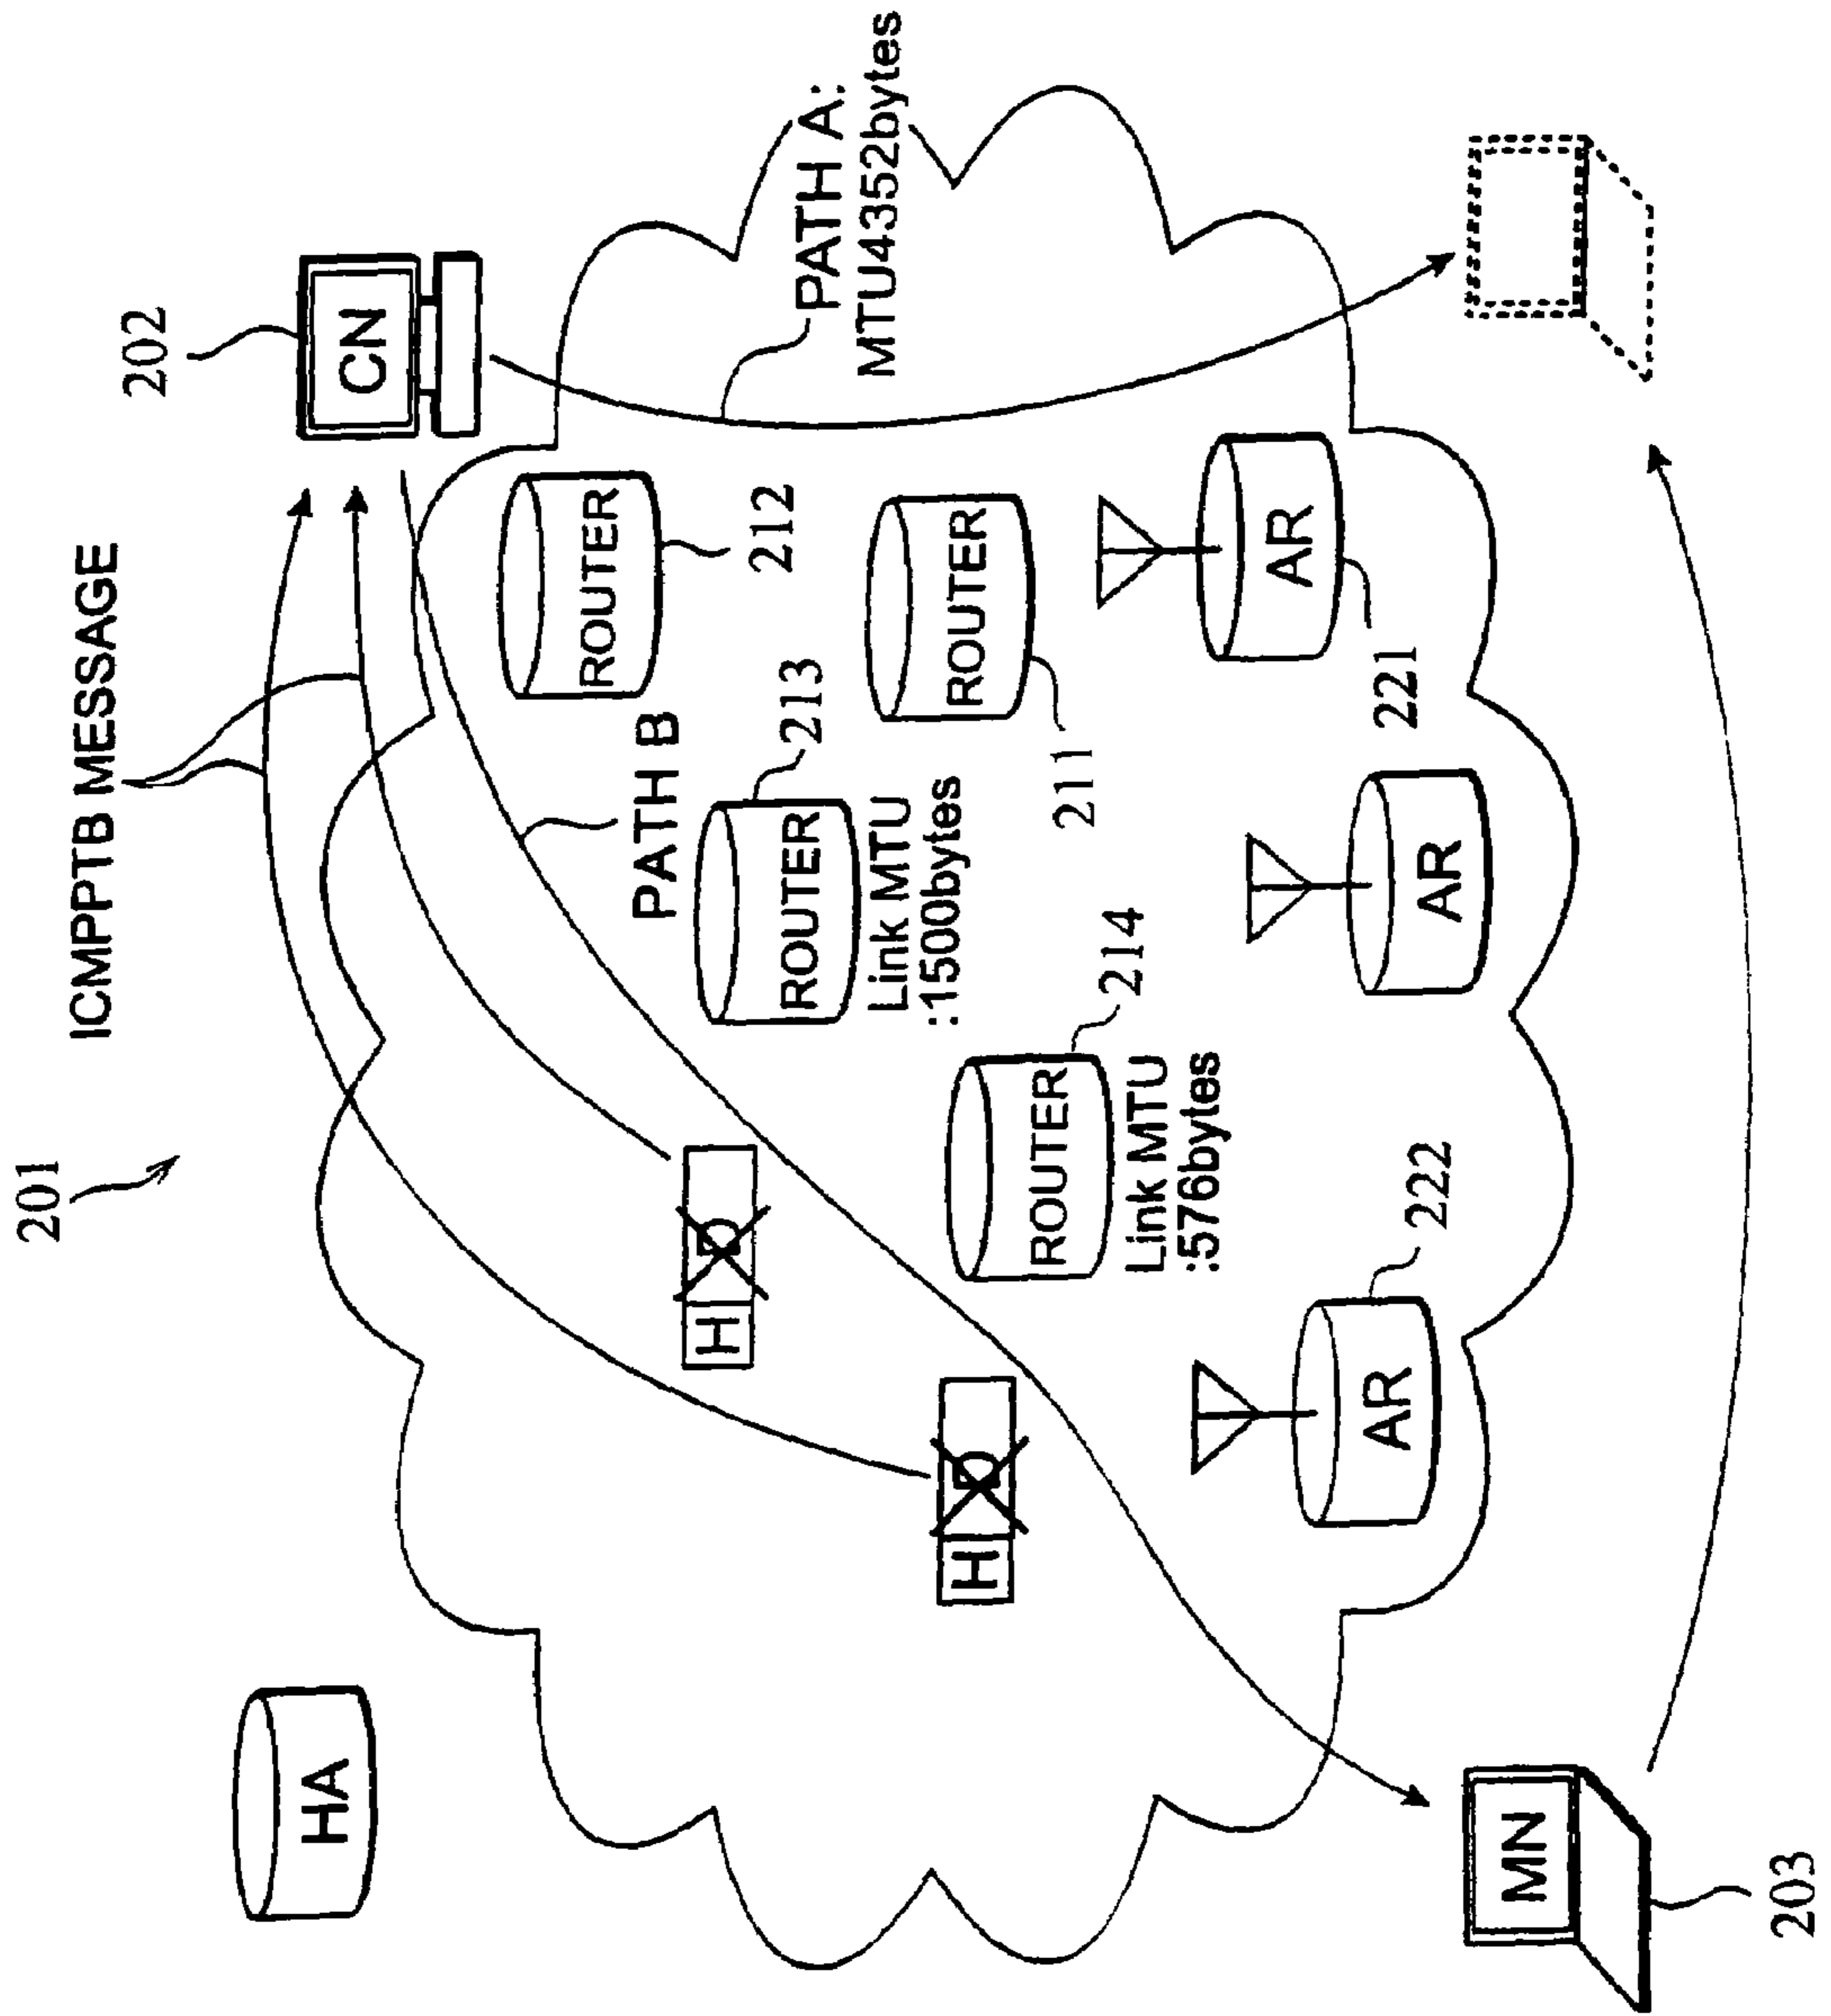 201
ICMPPTB MESSAGE
202
HA
CN
H
D
H
D
PATH B
ROUTER
212
ROUTER
213
Link MTU
:1500bytes
PATH A:
MTU4352bytes
ROUTER
214
Link MTU
:576bytes
ROUTER
211
AR
222
AR
AR
221
MN
203